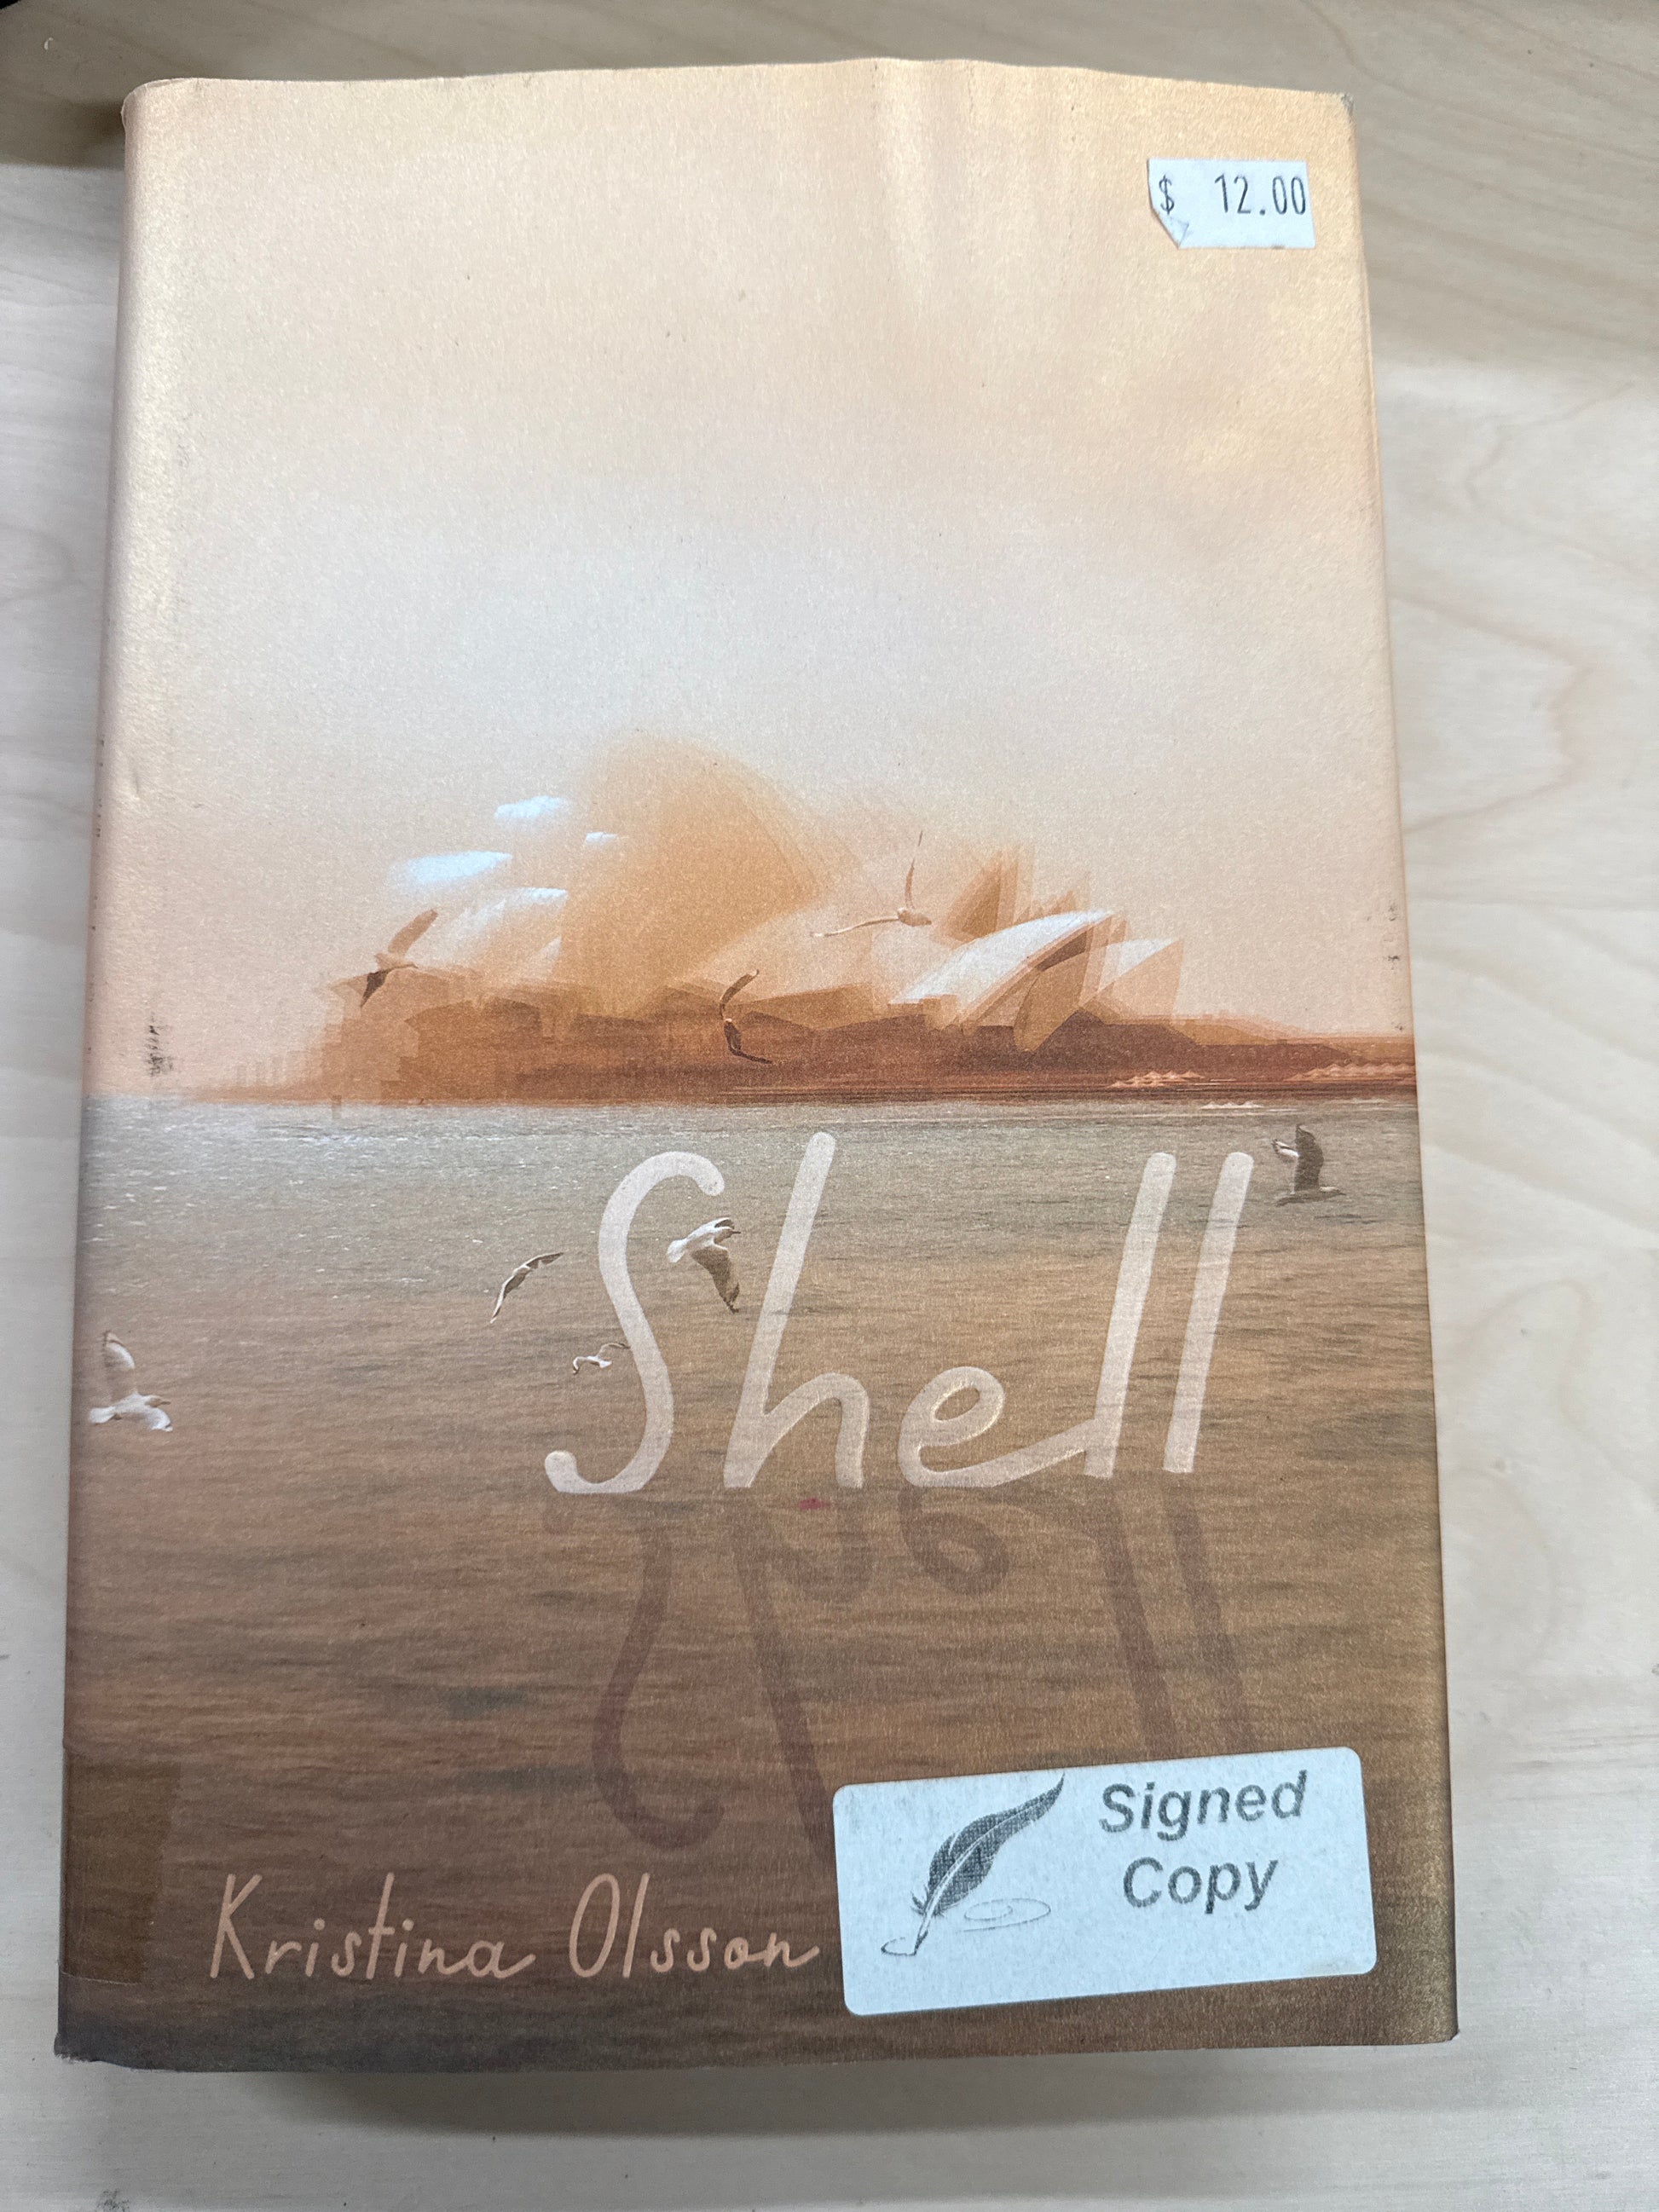 $ 12.00
Shell
Kristina Olsson
Signed
Copy